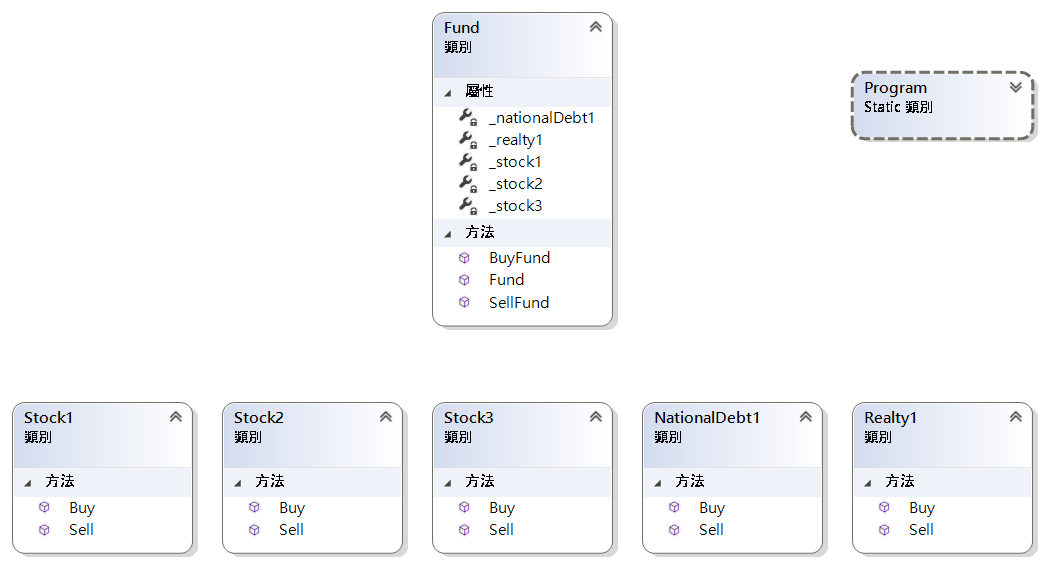 Fund
類別
屬性
_nationalDebt1
_realty1
_stock1
_stock2
_stock3
方法
BuyFund
Fund
SellFund
Program
Static 類別
Stock1
類別
方法
Buy
Sell
Stock2
類別
方法
Buy
Sell
Stock3
類別
方法
Buy
Sell
NationalDebt1
類別
方法
Buy
Sell
Realty1
類別
方法
Buy
Sell